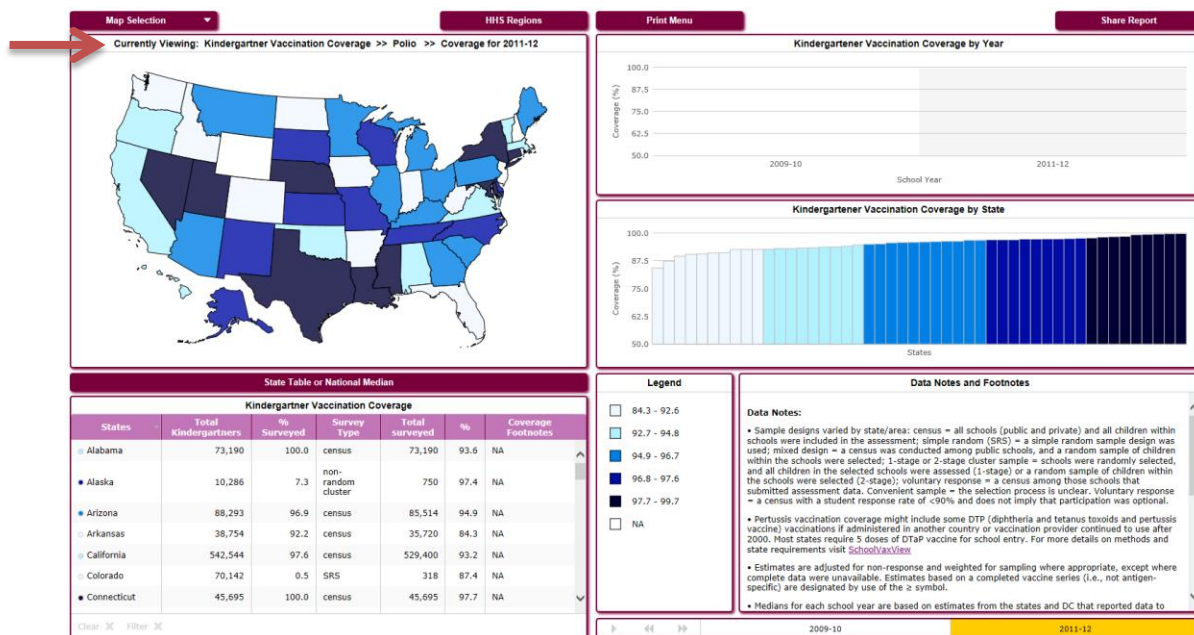 Map Selection
HHS Regions
Print Menu
Share Report
Currently Viewing: Kindergartner Vaccination Coverage >> Polio >> Coverage for 2011-12
Kindergartener Vaccination Coverage by Year
100.0
87.5
75.0
62.5
50.0
Coverage (%)
2009-10 2011-12
School Year
Kindergartener Vaccination Coverage by State
100.0
87.5
75.0
62.5
50.0
Coverage (%)
States
State Table or National Median
Kindergartner Vaccination Coverage
States Total Kindergartners % Surveyed Survey Type Total surveyed % Coverage Footnotes
Alabama 73,190 100.0 census 73,190 93.6 NA
Alaska 10,286 7.3 non-random cluster 750 97.4 NA
Arizona 88,293 96.9 census 85,514 94.9 NA
Arkansas 38,754 92.2 census 35,720 84.3 NA
California 542,544 97.6 census 529,400 93.2 NA
Colorado 70,142 0.5 SRS 318 87.4 NA
Connecticut 45,695 100.0 census 45,695 97.7 NA
Clear X Filter X
Legend
84.3 - 92.6
92.7 - 94.8
94.9 - 96.7
96.8 - 97.6
97.7 - 99.7
NA
Data Notes and Footnotes
Data Notes:
• Sample designs varied by state/area: census = all schools (public and private) and all children within
schools were included in the assessment; simple random (SRS) = a simple random sample design was
used; mixed design = a census was conducted among public schools, and a random sample of children
within the schools were selected; 1-stage or 2-stage cluster sample = schools were randomly selected,
and all children in the selected schools were assessed (1-stage) or a random sample of children within
the schools were selected (2-stage); voluntary response = a census among those schools that
submitted assessment data. Convenient sample = the selection process is unclear. Voluntary response
= a census with a student response rate of <90% and does not imply that participation was optional.
• Pertussis vaccination coverage might include some DTP (diphtheria and tetanus toxoids and pertussis
vaccine) vaccinations if administered in another country or vaccination provider continued to use after
2000. Most states require 5 doses of DTaP vaccine for school entry. For more details on methods and
state requirements visit SchoolVaxView
• Estimates are adjusted for non-response and weighted for sampling where appropriate, except where
complete data were unavailable. Estimates based on a completed vaccine series (i.e., not antigen-
specific) are designated by use of the ≥ symbol.
• Medians for each school year are based on estimates from the states and DC that reported data to
2009-10 2011-12